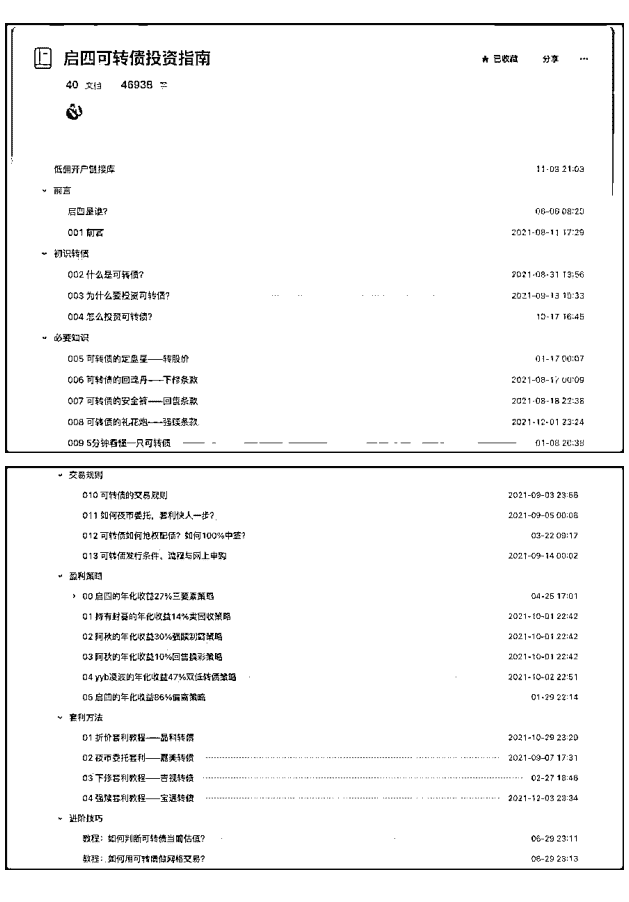 启四可转债投资指南
★ 已收藏 分享 ···
40 文档 46938 字
低佣开户链接库 11-03 21:03
前言
启四是谁? 06-06 08:20
001 前言 2021-08-11 17:29
初识转债
002 什么是可转债? 2021-08-31 13:56
003 为什么要投资可转债? 2021-09-13 10:33
004 怎么投资可转债? 10-17 16:45
必要知识
005 可转债的定盘星——转股价 01-17 00:07
006 可转债的回魂丹——下修条款 2021-08-17 00:09
007 可转债的安全裤——回售条款 2021-08-18 22:38
008 可转债的礼花炮——强赎条款 2021-12-01 23:24
009 5分钟看懂一只可转债 01-08 20:38
交易规则
010 可转债的交易规则 2021-09-03 23:56
011 如何夜市委托,套利快人一步? 2021-09-05 00:08
012 可转债如何抢权配债?如何100%中签? 03-22 09:17
013 可转债发行条件、流程与网上申购 2021-09-14 00:02
盈利策略
00 启四的年化收益27%三要素策略 04-25 17:01
01 持有封基的年化收益14%卖回收策略 2021-10-01 22:42
02 阿秋的年化收益30%强赎制霸策略 2021-10-01 22:42
03 阿秋的年化收益10%回售摸彩策略 2021-10-01 22:42
04 yyb凌波的年化收益47%双低转债策略 2021-10-02 22:51
05 启四的年化收益86%偏离策略 01-29 22:14
套利方法
01 折价套利教程——晶科转债 2021-10-29 23:20
02 夜市委托套利——嘉美转债 2021-09-07 17:31
03 下修套利教程——吉视转债 02-27 18:46
04 强赎套利教程——宝通转债 2021-12-03 23:34
进阶技巧
教程:如何判断可转债当前估值? 06-29 23:11
教程:如何用可转债做网格交易? 06-29 23:13